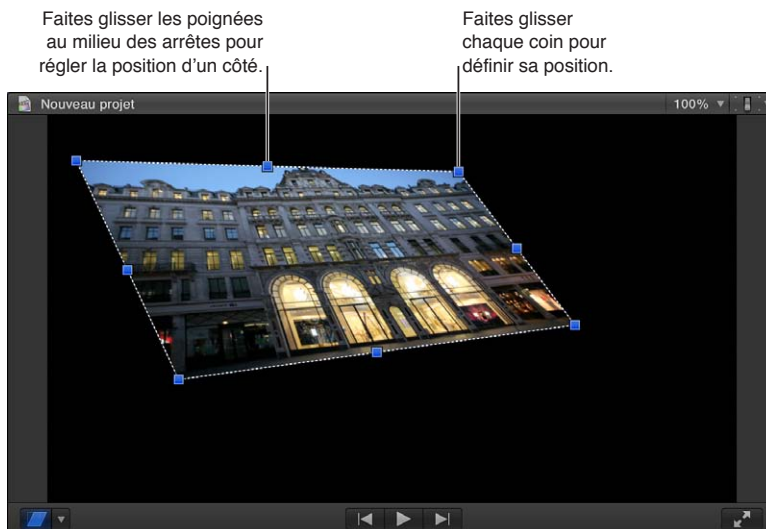 Faites glisser les poignées
au milieu des arrêtes pour
régler la position d’un côté.
Faites glisser
chaque coin pour
définir sa position.
Nouveau projet
100%